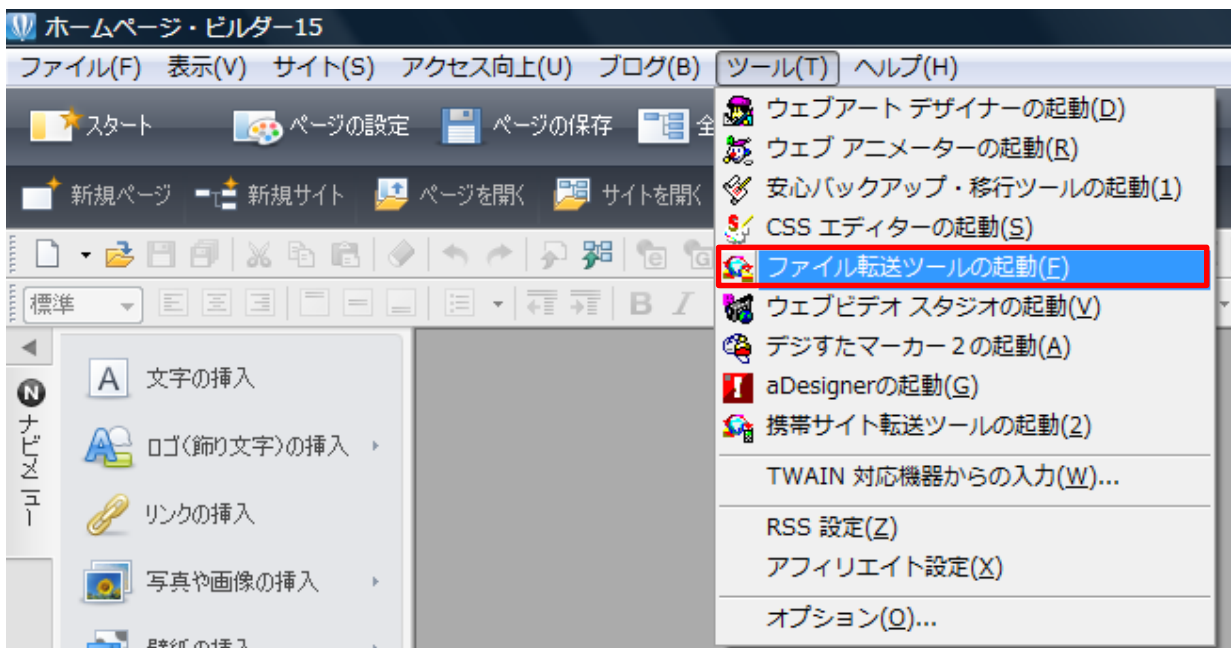 ホームページ・ビルダー15
ファイル(F) 表示(V) サイト(S) アクセス向上(U) ブログ(B) ツール(T) ヘルプ(H)
スタート ページの設定 ページの保存 全
新規ページ 新規サイト ページを開く サイトを開く
標準
ナビメニュー
文字の挿入
ロゴ(飾り文字)の挿入
リンクの挿入
写真や画像の挿入
壁紙の挿入
ウェブアート デザイナーの起動(D)
ウェブ アニメーターの起動(R)
安心バックアップ・移行ツールの起動(1)
CSS エディターの起動(S)
ファイル転送ツールの起動(F)
ウェブビデオ スタジオの起動(V)
デジすたマーカー2の起動(A)
aDesignerの起動(G)
携帯サイト転送ツールの起動(2)
TWAIN 対応機器からの入力(W)...
RSS 設定(Z)
アフィリエイト設定(X)
オプション(O)...